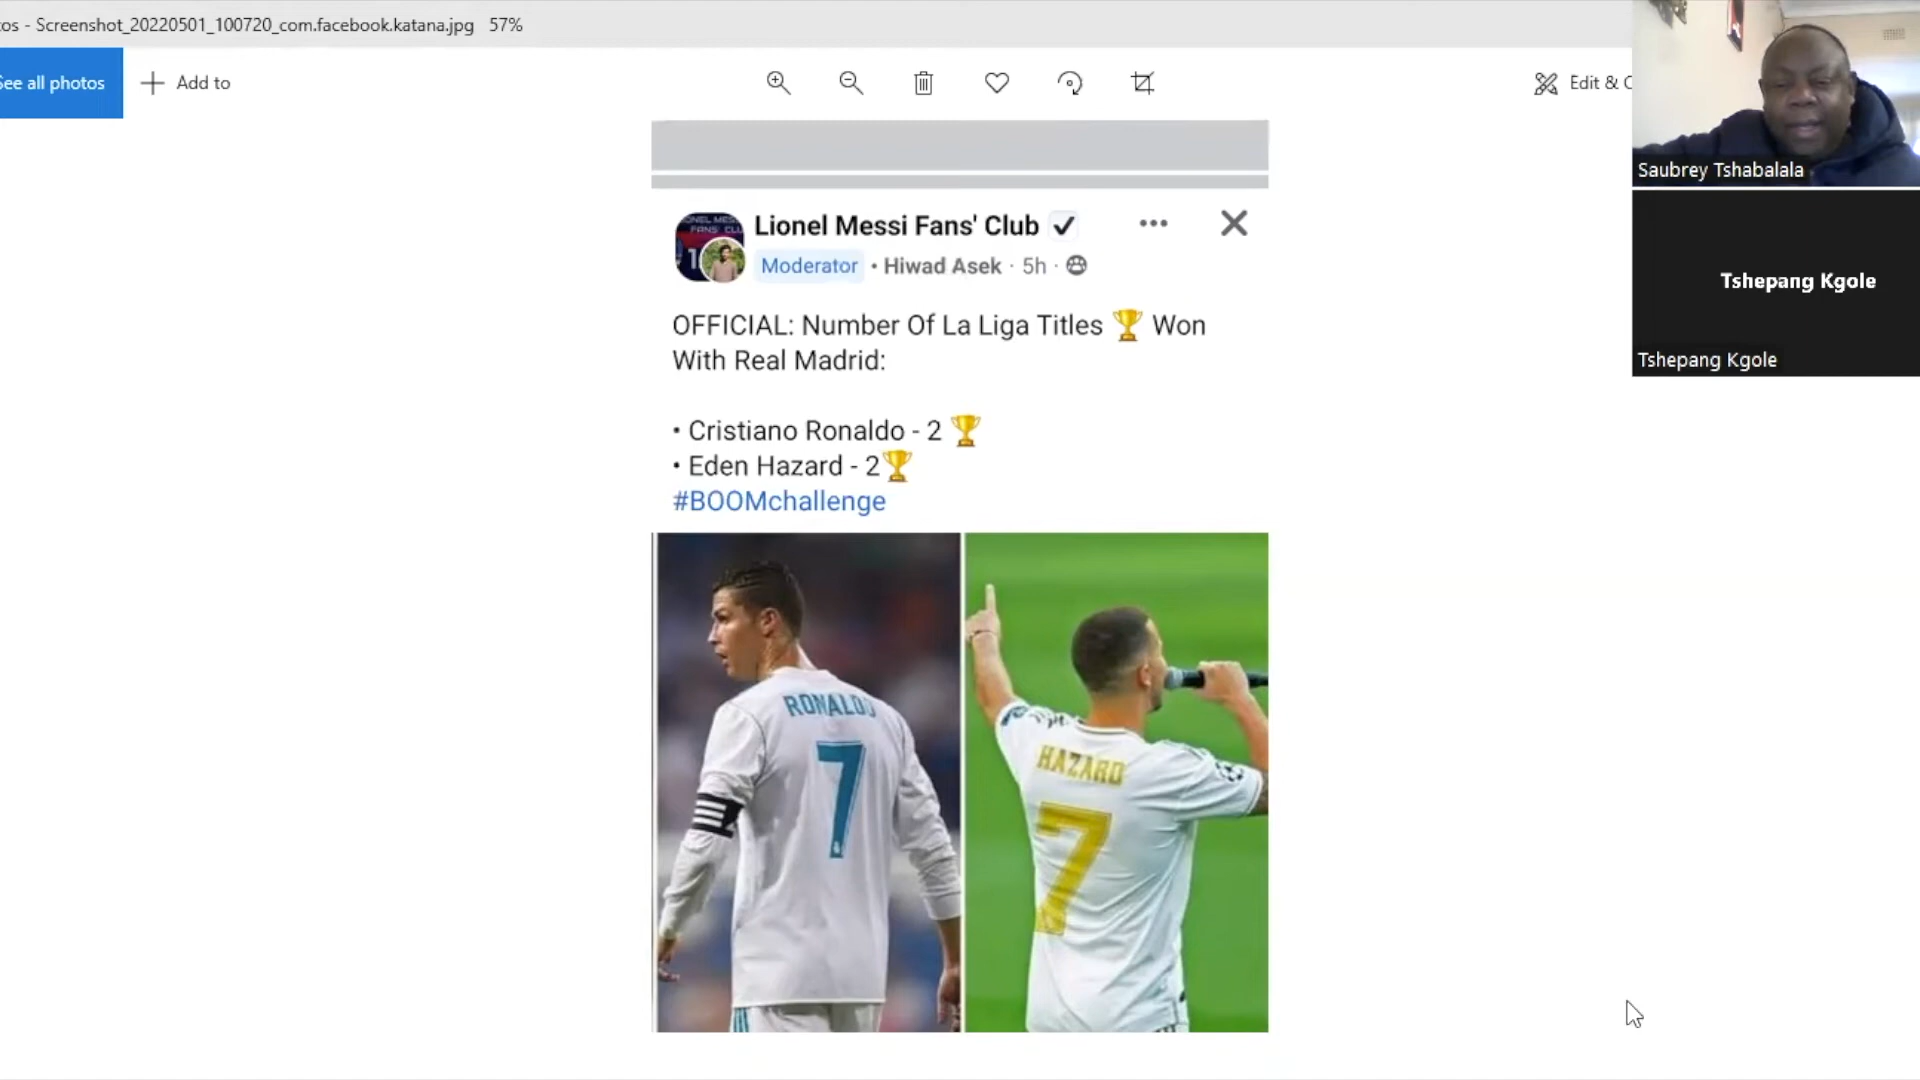 os - Screenshot_20220501_100720_com.facebook.katana.jpg 57%
See all photos
Add to
Edit & C
Saubrey Tshabalala
Tshepang Kgole
Tshepang Kgole
Lionel Messi Fans' Club
Moderator • Hiwad Asek · 5h ·
OFFICIAL: Number Of La Liga Titles 🏆 Won
With Real Madrid:
• Cristiano Ronaldo - 2 🏆
• Eden Hazard - 2🏆
#BOOMchallenge
RONALDO
7
HAZARD
7